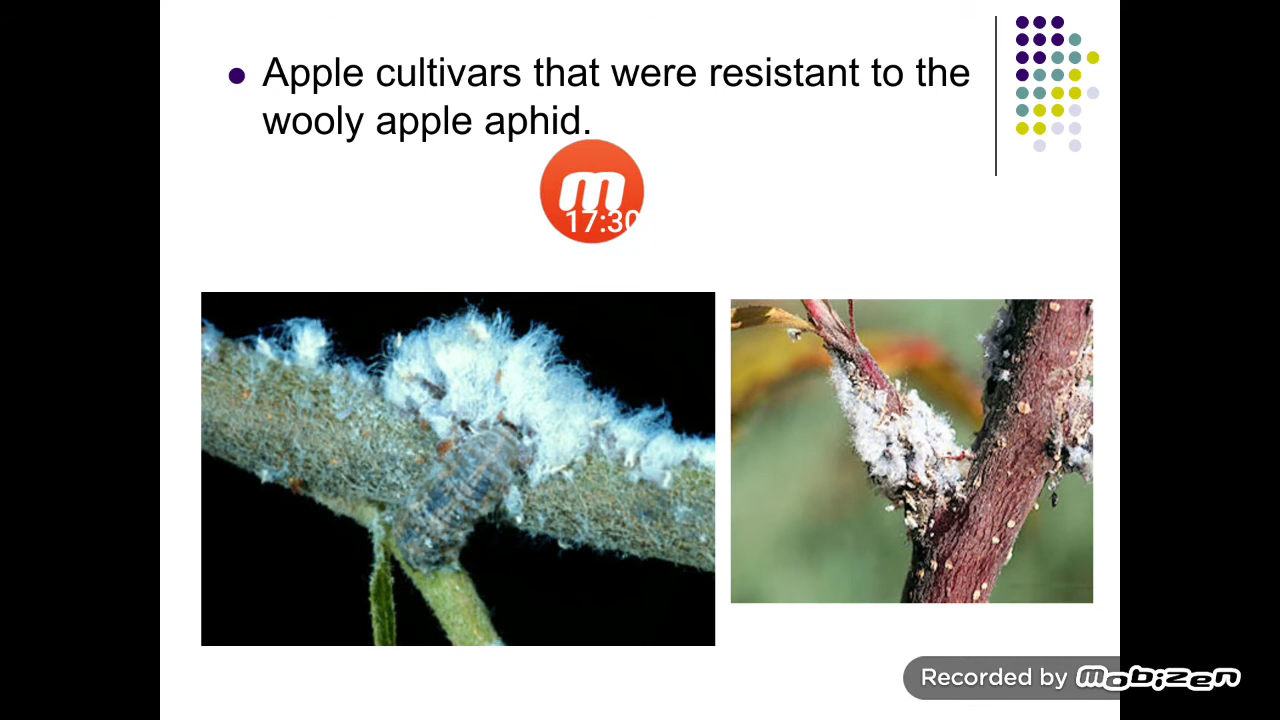 Apple cultivars that were resistant to the
wooly apple aphid.
m
17:30
Recorded by mobizen